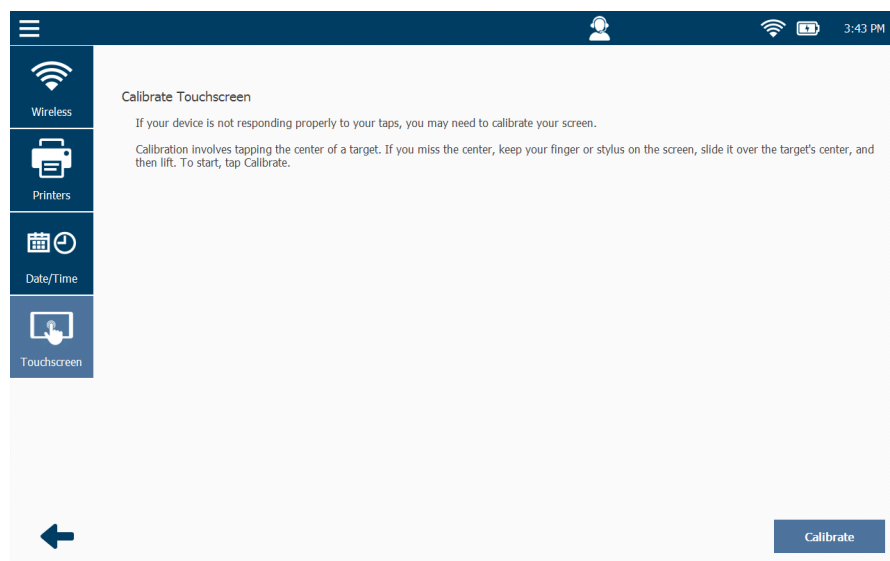 3:43 PM
Wireless
Printers
Date/Time
Touchscreen
Calibrate Touchscreen
If your device is not responding properly to your taps, you may need to calibrate your screen.
Calibration involves tapping the center of a target. If you miss the center, keep your finger or stylus on the screen, slide it over the target's center, and
then lift. To start, tap Calibrate.
Calibrate